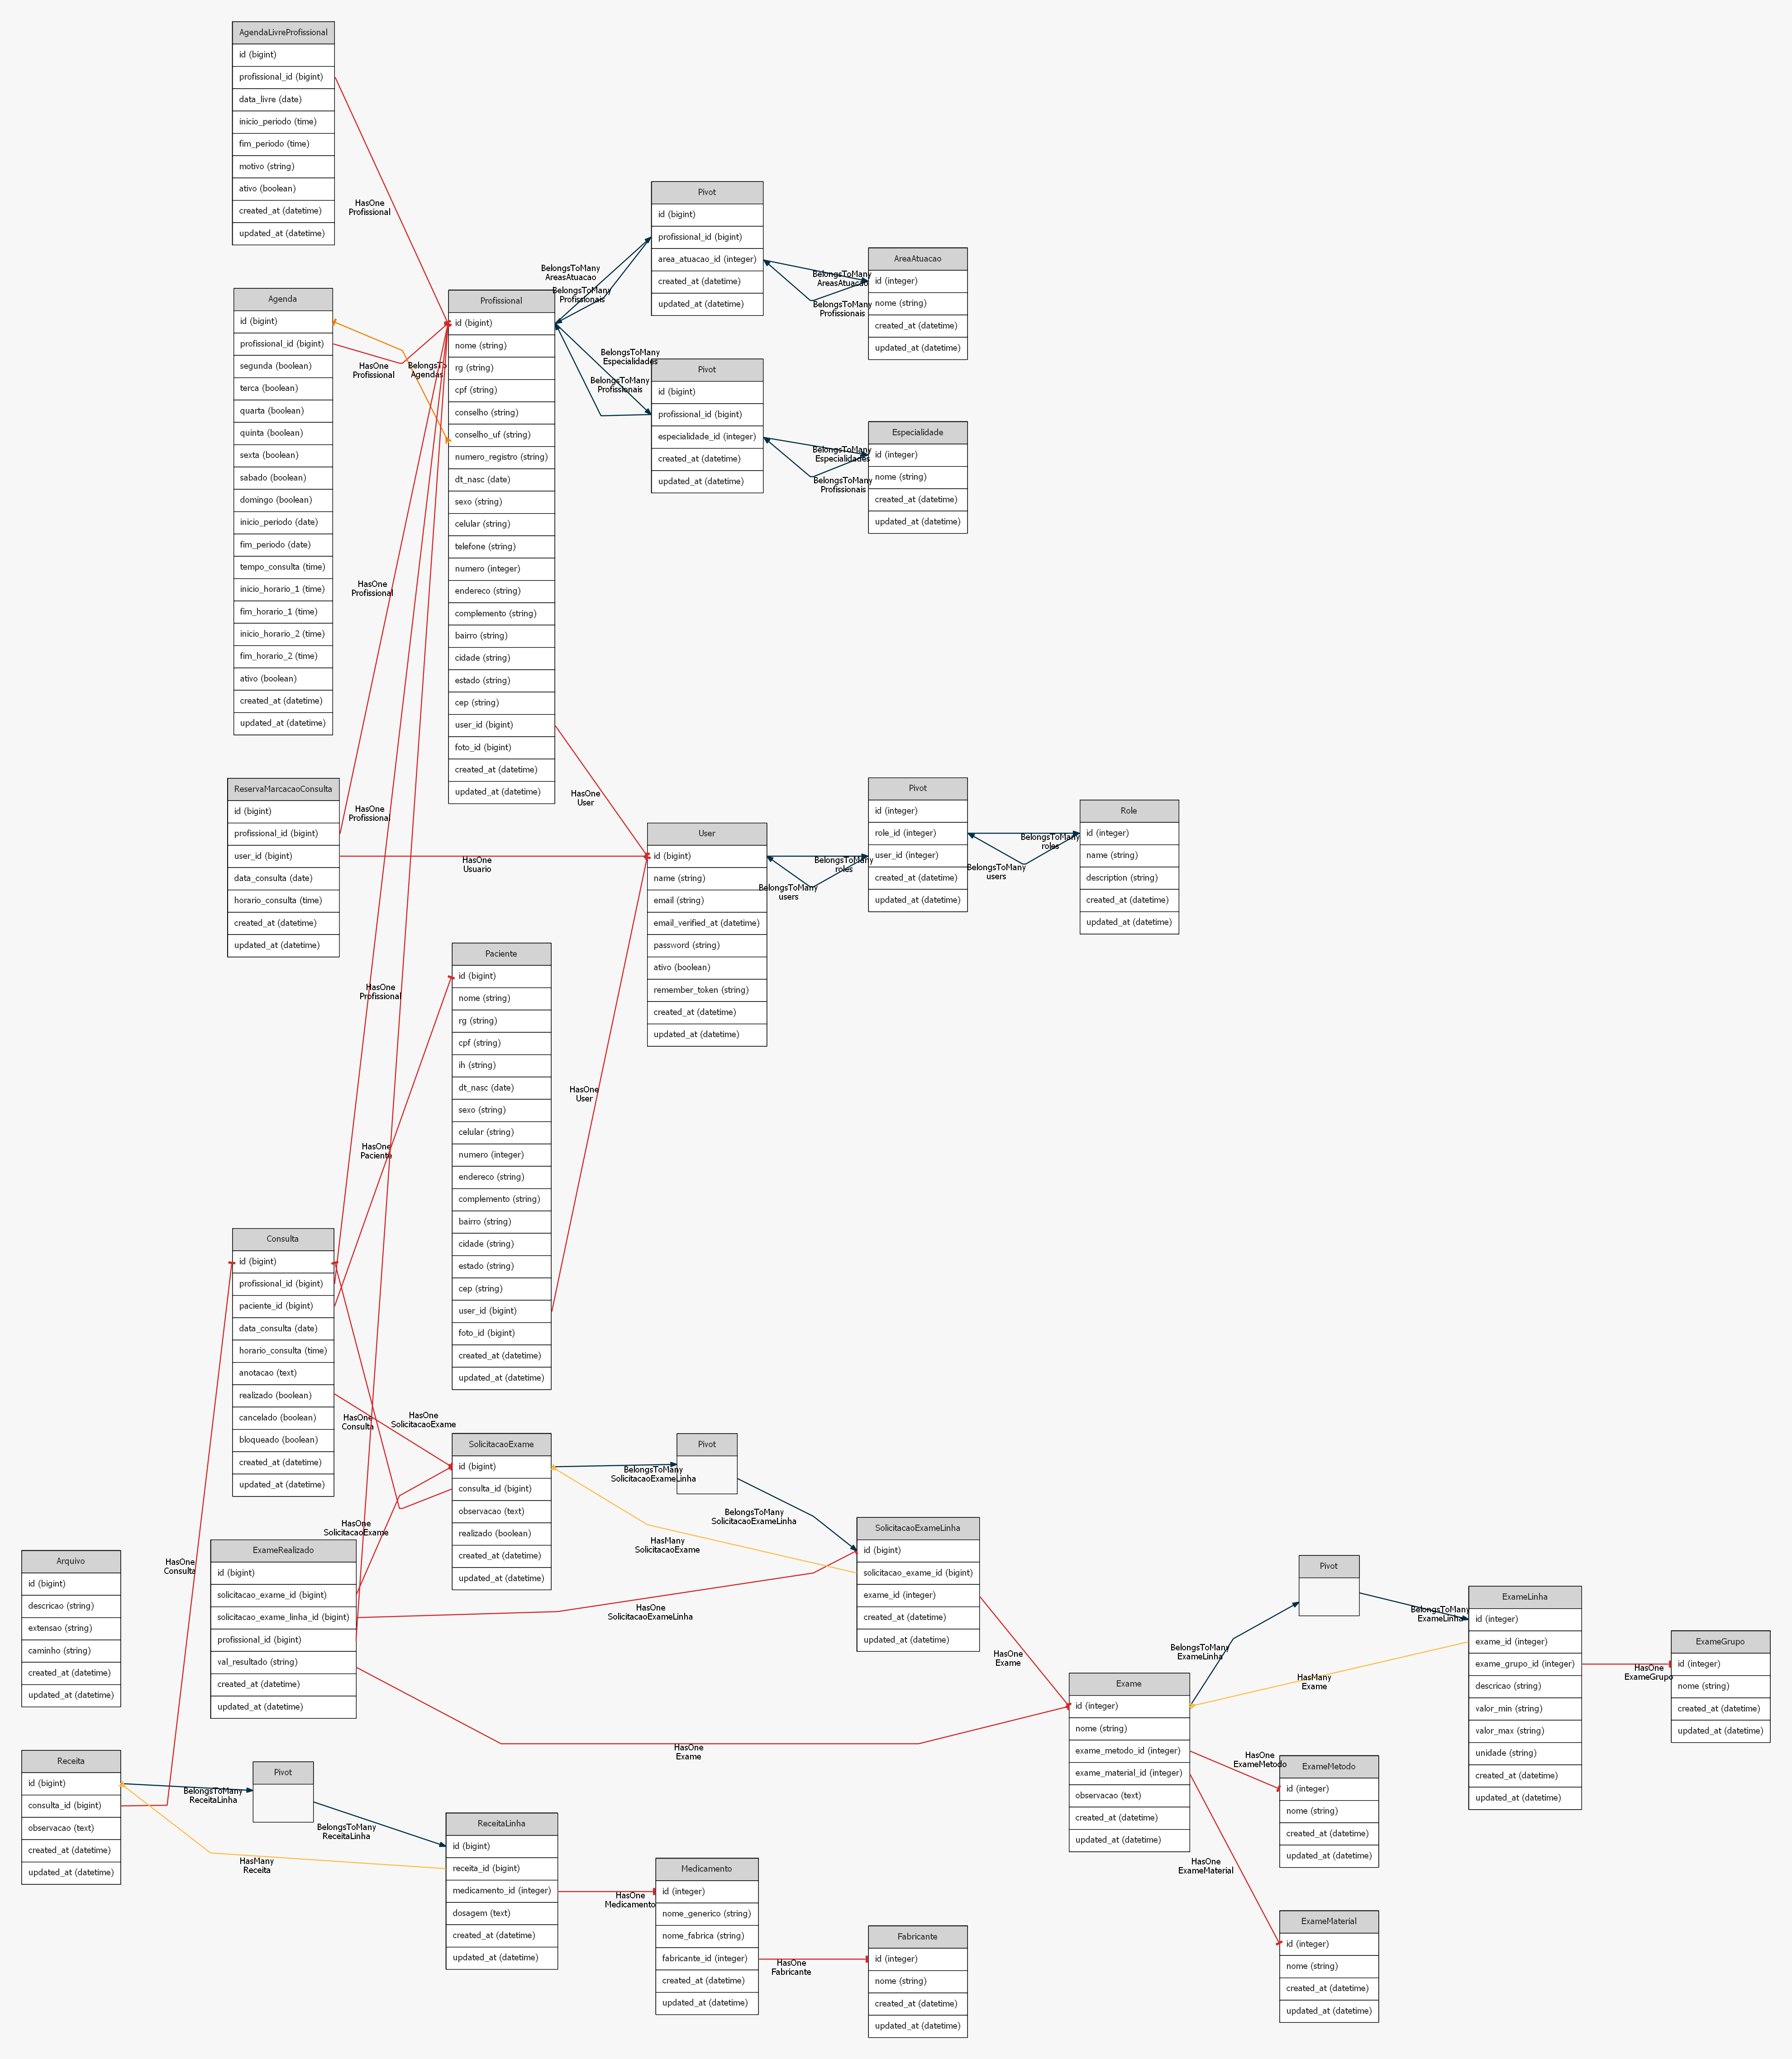 AgendaLivreProfissional
id (bigint)
profissional_id (bigint)
data_livre (date)
inicio_periodo (time)
fim_periodo (time)
motivo (string)
ativo (boolean)
created_at (datetime)
updated_at (datetime)
HasOne
Profissional
Agenda
id (bigint)
profissional_id (bigint)
segunda (boolean)
terca (boolean)
quarta (boolean)
quinta (boolean)
sexta (boolean)
sabado (boolean)
domingo (boolean)
inicio_periodo (date)
fim_periodo (date)
tempo_consulta (time)
inicio_horario_1 (time)
fim_horario_1 (time)
inicio_horario_2 (time)
fim_horario_2 (time)
ativo (boolean)
created_at (datetime)
updated_at (datetime)
HasOne
Profissional
BelongsTo
Agendas
Profissional
id (bigint)
nome (string)
rg (string)
cpf (string)
conselho (string)
conselho_uf (string)
numero_registro (string)
dt_nasc (date)
sexo (string)
celular (string)
telefone (string)
numero (integer)
endereco (string)
complemento (string)
bairro (string)
cidade (string)
estado (string)
cep (string)
user_id (bigint)
foto_id (bigint)
created_at (datetime)
updated_at (datetime)
BelongsToMany
AreasAtuacao
BelongsToMany
Profissionais
Pivot
id (bigint)
profissional_id (bigint)
area_atuacao_id (integer)
created_at (datetime)
updated_at (datetime)
BelongsToMany
AreasAtuacao
BelongsToMany
Profissionais
AreaAtuacao
id (integer)
nome (string)
created_at (datetime)
updated_at (datetime)
BelongsToMany
Especialidades
BelongsToMany
Profissionais
Pivot
id (bigint)
profissional_id (bigint)
especialidade_id (integer)
created_at (datetime)
updated_at (datetime)
BelongsToMany
Especialidades
BelongsToMany
Profissionais
Especialidade
id (integer)
nome (string)
created_at (datetime)
updated_at (datetime)
HasOne
Profissional
ReservaMarcacaoConsulta
id (bigint)
profissional_id (bigint)
user_id (bigint)
data_consulta (date)
horario_consulta (time)
created_at (datetime)
updated_at (datetime)
HasOne
Profissional
HasOne
Usuario
HasOne
User
User
id (bigint)
name (string)
email (string)
email_verified_at (datetime)
password (string)
ativo (boolean)
remember_token (string)
created_at (datetime)
updated_at (datetime)
BelongsToMany
roles
BelongsToMany
users
Pivot
id (integer)
role_id (integer)
user_id (integer)
created_at (datetime)
updated_at (datetime)
BelongsToMany
roles
BelongsToMany
users
Role
id (integer)
name (string)
description (string)
created_at (datetime)
updated_at (datetime)
HasOne
Profissional
Paciente
id (bigint)
nome (string)
rg (string)
cpf (string)
ih (string)
dt_nasc (date)
sexo (string)
celular (string)
numero (integer)
endereco (string)
complemento (string)
bairro (string)
cidade (string)
estado (string)
cep (string)
user_id (bigint)
foto_id (bigint)
created_at (datetime)
updated_at (datetime)
HasOne
User
HasOne
Paciente
Consulta
id (bigint)
profissional_id (bigint)
paciente_id (bigint)
data_consulta (date)
horario_consulta (time)
anotacao (text)
realizado (boolean)
cancelado (boolean)
bloqueado (boolean)
created_at (datetime)
updated_at (datetime)
HasOne
Consulta
HasOne
SolicitacaoExame
SolicitacaoExame
id (bigint)
consulta_id (bigint)
observacao (text)
realizado (boolean)
created_at (datetime)
updated_at (datetime)
Pivot
BelongsToMany
SolicitacaoExameLinha
BelongsToMany
SolicitacaoExameLinha
HasMany
SolicitacaoExame
SolicitacaoExameLinha
id (bigint)
solicitacao_exame_id (bigint)
exame_id (integer)
created_at (datetime)
updated_at (datetime)
HasOne
SolicitacaoExame
ExameRealizado
id (bigint)
solicitacao_exame_id (bigint)
solicitacao_exame_linha_id (bigint)
profissional_id (bigint)
val_resultado (string)
created_at (datetime)
updated_at (datetime)
HasOne
SolicitacaoExameLinha
HasOne
Exame
HasOne
Exame
Arquivo
id (bigint)
descricao (string)
extensao (string)
caminho (string)
created_at (datetime)
updated_at (datetime)
HasOne
Consulta
Exame
id (integer)
nome (string)
exame_metodo_id (integer)
exame_material_id (integer)
observacao (text)
created_at (datetime)
updated_at (datetime)
Pivot
BelongsToMany
ExameLinha
BelongsToMany
ExameLinha
HasMany
Exame
ExameLinha
id (integer)
exame_id (integer)
exame_grupo_id (integer)
descricao (string)
valor_min (string)
valor_max (string)
unidade (string)
created_at (datetime)
updated_at (datetime)
HasOne
ExameGrupo
ExameGrupo
id (integer)
nome (string)
created_at (datetime)
updated_at (datetime)
HasOne
ExameMetodo
ExameMetodo
id (integer)
nome (string)
created_at (datetime)
updated_at (datetime)
HasOne
ExameMaterial
ExameMaterial
id (integer)
nome (string)
created_at (datetime)
updated_at (datetime)
Receita
id (bigint)
consulta_id (bigint)
observacao (text)
created_at (datetime)
updated_at (datetime)
Pivot
BelongsToMany
ReceitaLinha
BelongsToMany
ReceitaLinha
HasMany
Receita
ReceitaLinha
id (bigint)
receita_id (bigint)
medicamento_id (integer)
dosagem (text)
created_at (datetime)
updated_at (datetime)
HasOne
Medicamento
Medicamento
id (integer)
nome_generico (string)
nome_fabrica (string)
fabricante_id (integer)
created_at (datetime)
updated_at (datetime)
HasOne
Fabricante
Fabricante
id (integer)
nome (string)
created_at (datetime)
updated_at (datetime)